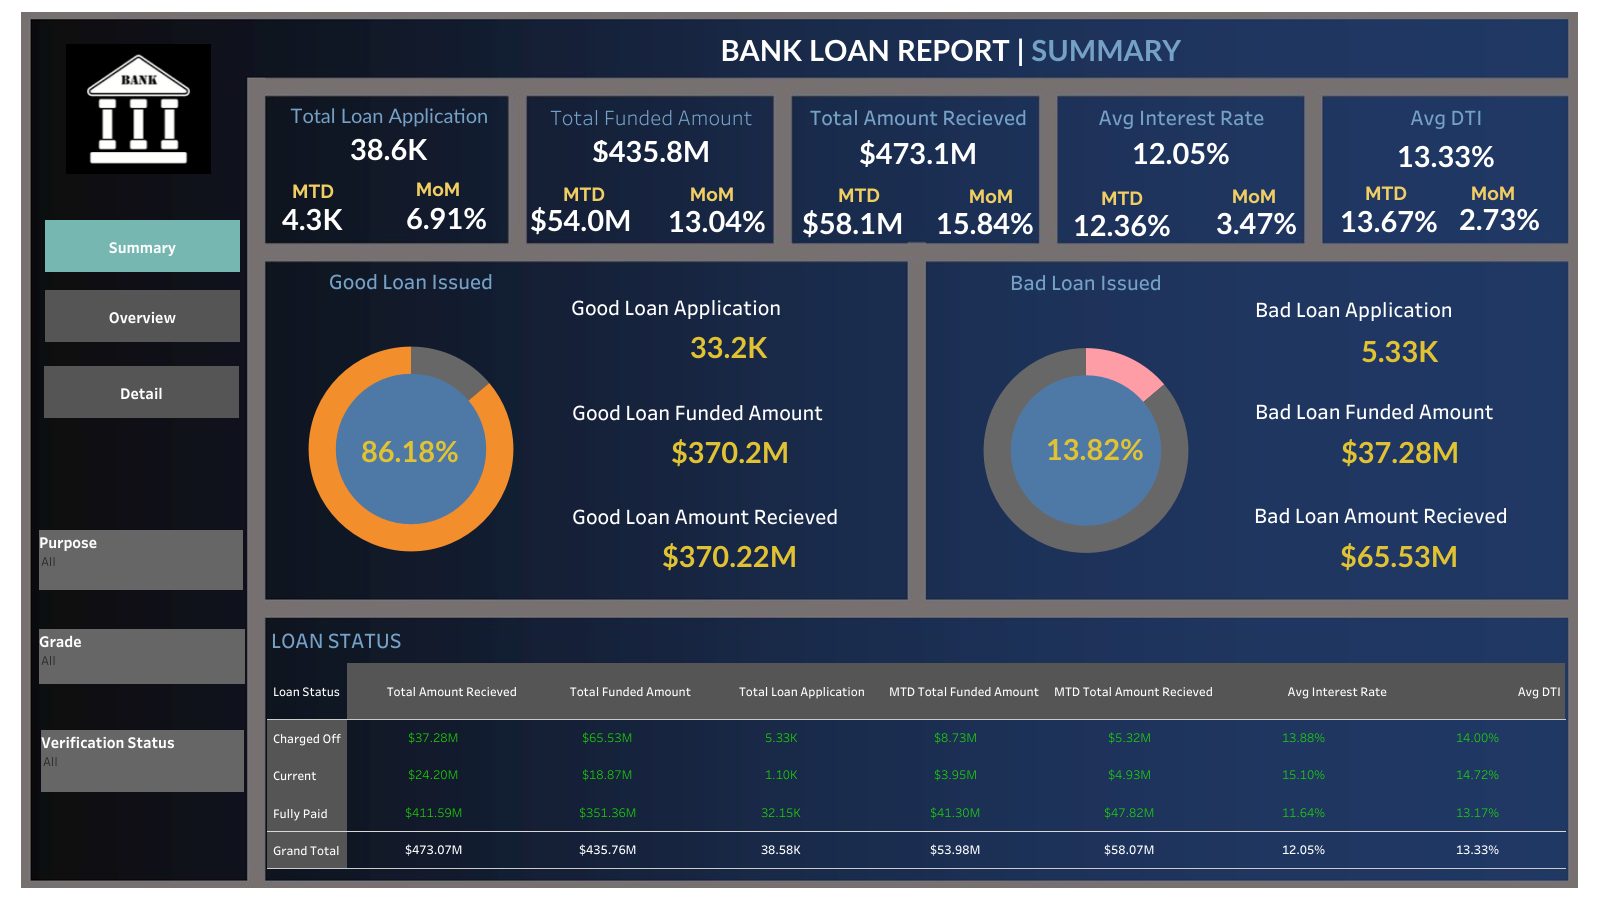 BANK
BANK LOAN REPORT | SUMMARY
Total Loan Application
38.6K
MTD MoM
4.3K 6.91%
Total Funded Amount
$435.8M
MTD MoM
$54.0M 13.04%
Total Amount Recieved
$473.1M
MTD MoM
$58.1M 15.84%
Avg Interest Rate
12.05%
MTD MoM
12.36% 3.47%
Avg DTI
13.33%
MTD MoM
13.67% 2.73%
Summary
Overview
Detail
Purpose
All
Grade
All
Verification Status
All
Good Loan Issued
86.18%
Good Loan Application
33.2K
Good Loan Funded Amount
$370.2M
Good Loan Amount Recieved
$370.22M
Bad Loan Issued
13.82%
Bad Loan Application
5.33K
Bad Loan Funded Amount
$37.28M
Bad Loan Amount Recieved
$65.53M
LOAN STATUS
Loan Status Total Amount Recieved Total Funded Amount Total Loan Application MTD Total Funded Amount MTD Total Amount Recieved Avg Interest Rate Avg DTI
Charged Off $37.28M $65.53M 5.33K $8.73M $5.32M 13.88% 14.00%
Current $24.20M $18.87M 1.10K $3.95M $4.93M 15.10% 14.72%
Fully Paid $411.59M $351.36M 32.15K $41.30M $47.82M 11.64% 13.17%
Grand Total $473.07M $435.76M 38.58K $53.98M $58.07M 12.05% 13.33%